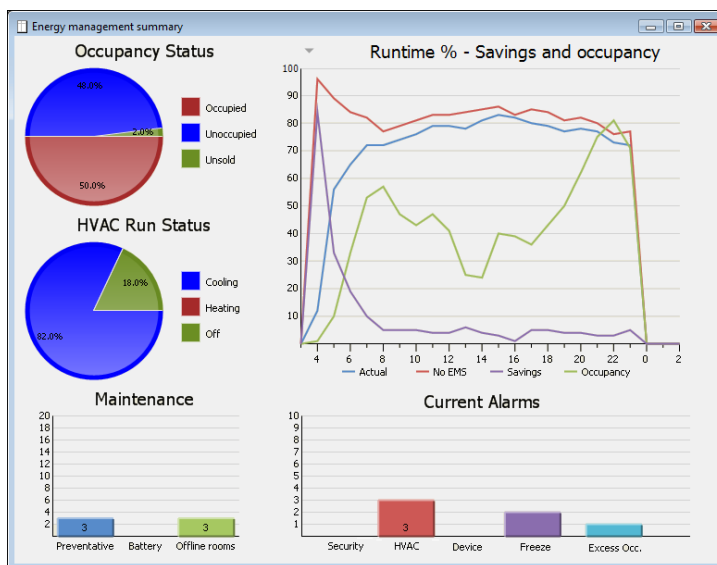 Energy management summary
Occupancy Status
48.0%
2.0%
50.0%
Occupied
Unoccupied
Unsold
Runtime % - Savings and occupancy
100
90
80
70
60
50
40
30
20
10
4 6 8 10 12 14 16 18 20 22 0 2
Actual No EMS Savings Occupancy
HVAC Run Status
18.0%
82.0%
Cooling
Heating
Off
Maintenance
20
18
16
14
12
10
8
6
4
2
3 3
Preventative Battery Offline rooms
Current Alarms
10
9
8
7
6
5
4
3
2
1
3
Security HVAC Device Freeze Excess Occ.